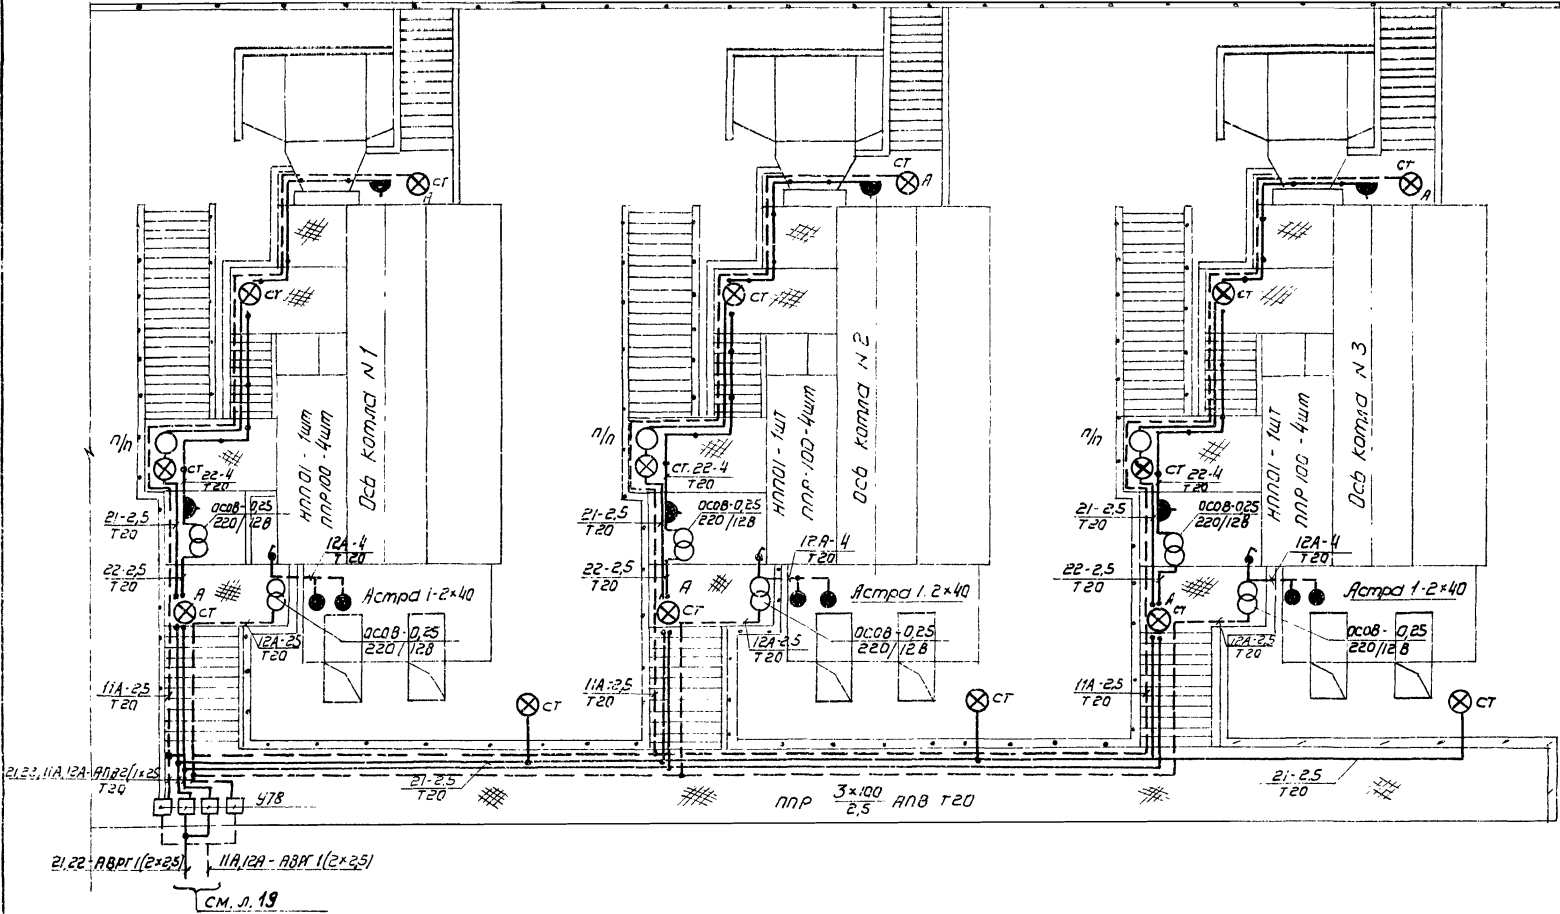 СТ
А
СТ
А
СТ
А
СТ
СТ
СТ
Ось котла N1
Ось котла N2
Ось котла N3
НПП01-1шт
ППР100-4шт
НПП01-1шт
ППР-100-4шт
НПП01-1шт
ППР100-4шт
п/п
п/п
п/п
СТ
22-4
Т20
СТ.22-4
Т20
СТ
22-4
Т20
21-2,5
Т20
ОСОВ-0,25
220/12В
21-2,5
Т20
ОСОВ-0,25
220/12В
21-2,5
Т20
ОСОВ-0,25
220/12В
12А-4
Т20
12А-4
Т20
12А-4
Т20
22-2,5
Т20
22-2,5
Т20
22-2,5
Т20
А
СТ
Астра 1-2×40
А
СТ
Астра 1.2×40
А
СТ
Астра 1-2×40
12А-2,5
Т20
ОСОВ-0,25
220/12В
12А-2,5
Т20
ОСОВ-0,25
220/12В
12А-2,5
Т20
ОСОВ-0,25
220/12В
11А-2,5
Т20
СТ
11А-2,5
Т20
СТ
11А-2,5
Т20
СТ
21,22,11А,12А-АПВ2(1×2,5
Т20
21-2,5
Т20
21-2,5
Т20
У78
ППР 3×100 АПВ Т20
2,5
21,22-АВРГ1(2×2,5)
11А,12А-АВРГ1(2×2,5)
см. л. 19